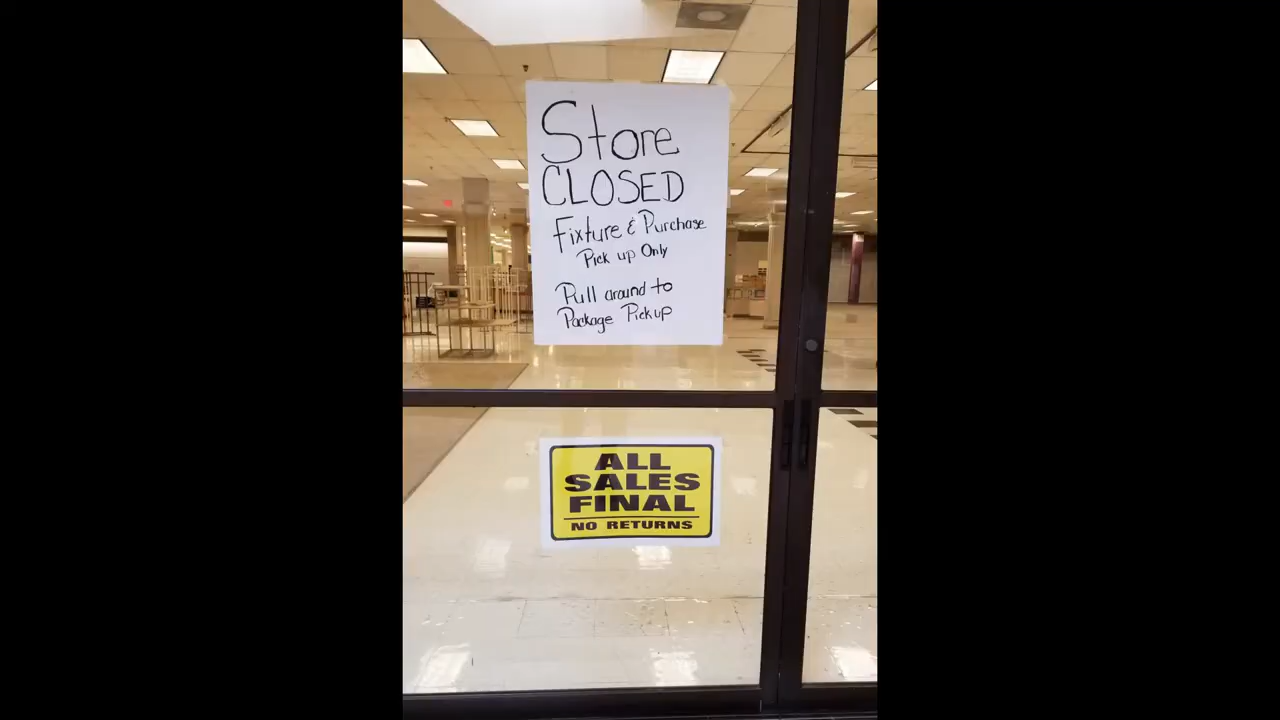 Store
CLOSED
Fixture & Purchase
Pick up Only
Pull around to
Package Pickup
ALL
SALES
FINAL
NO RETURNS